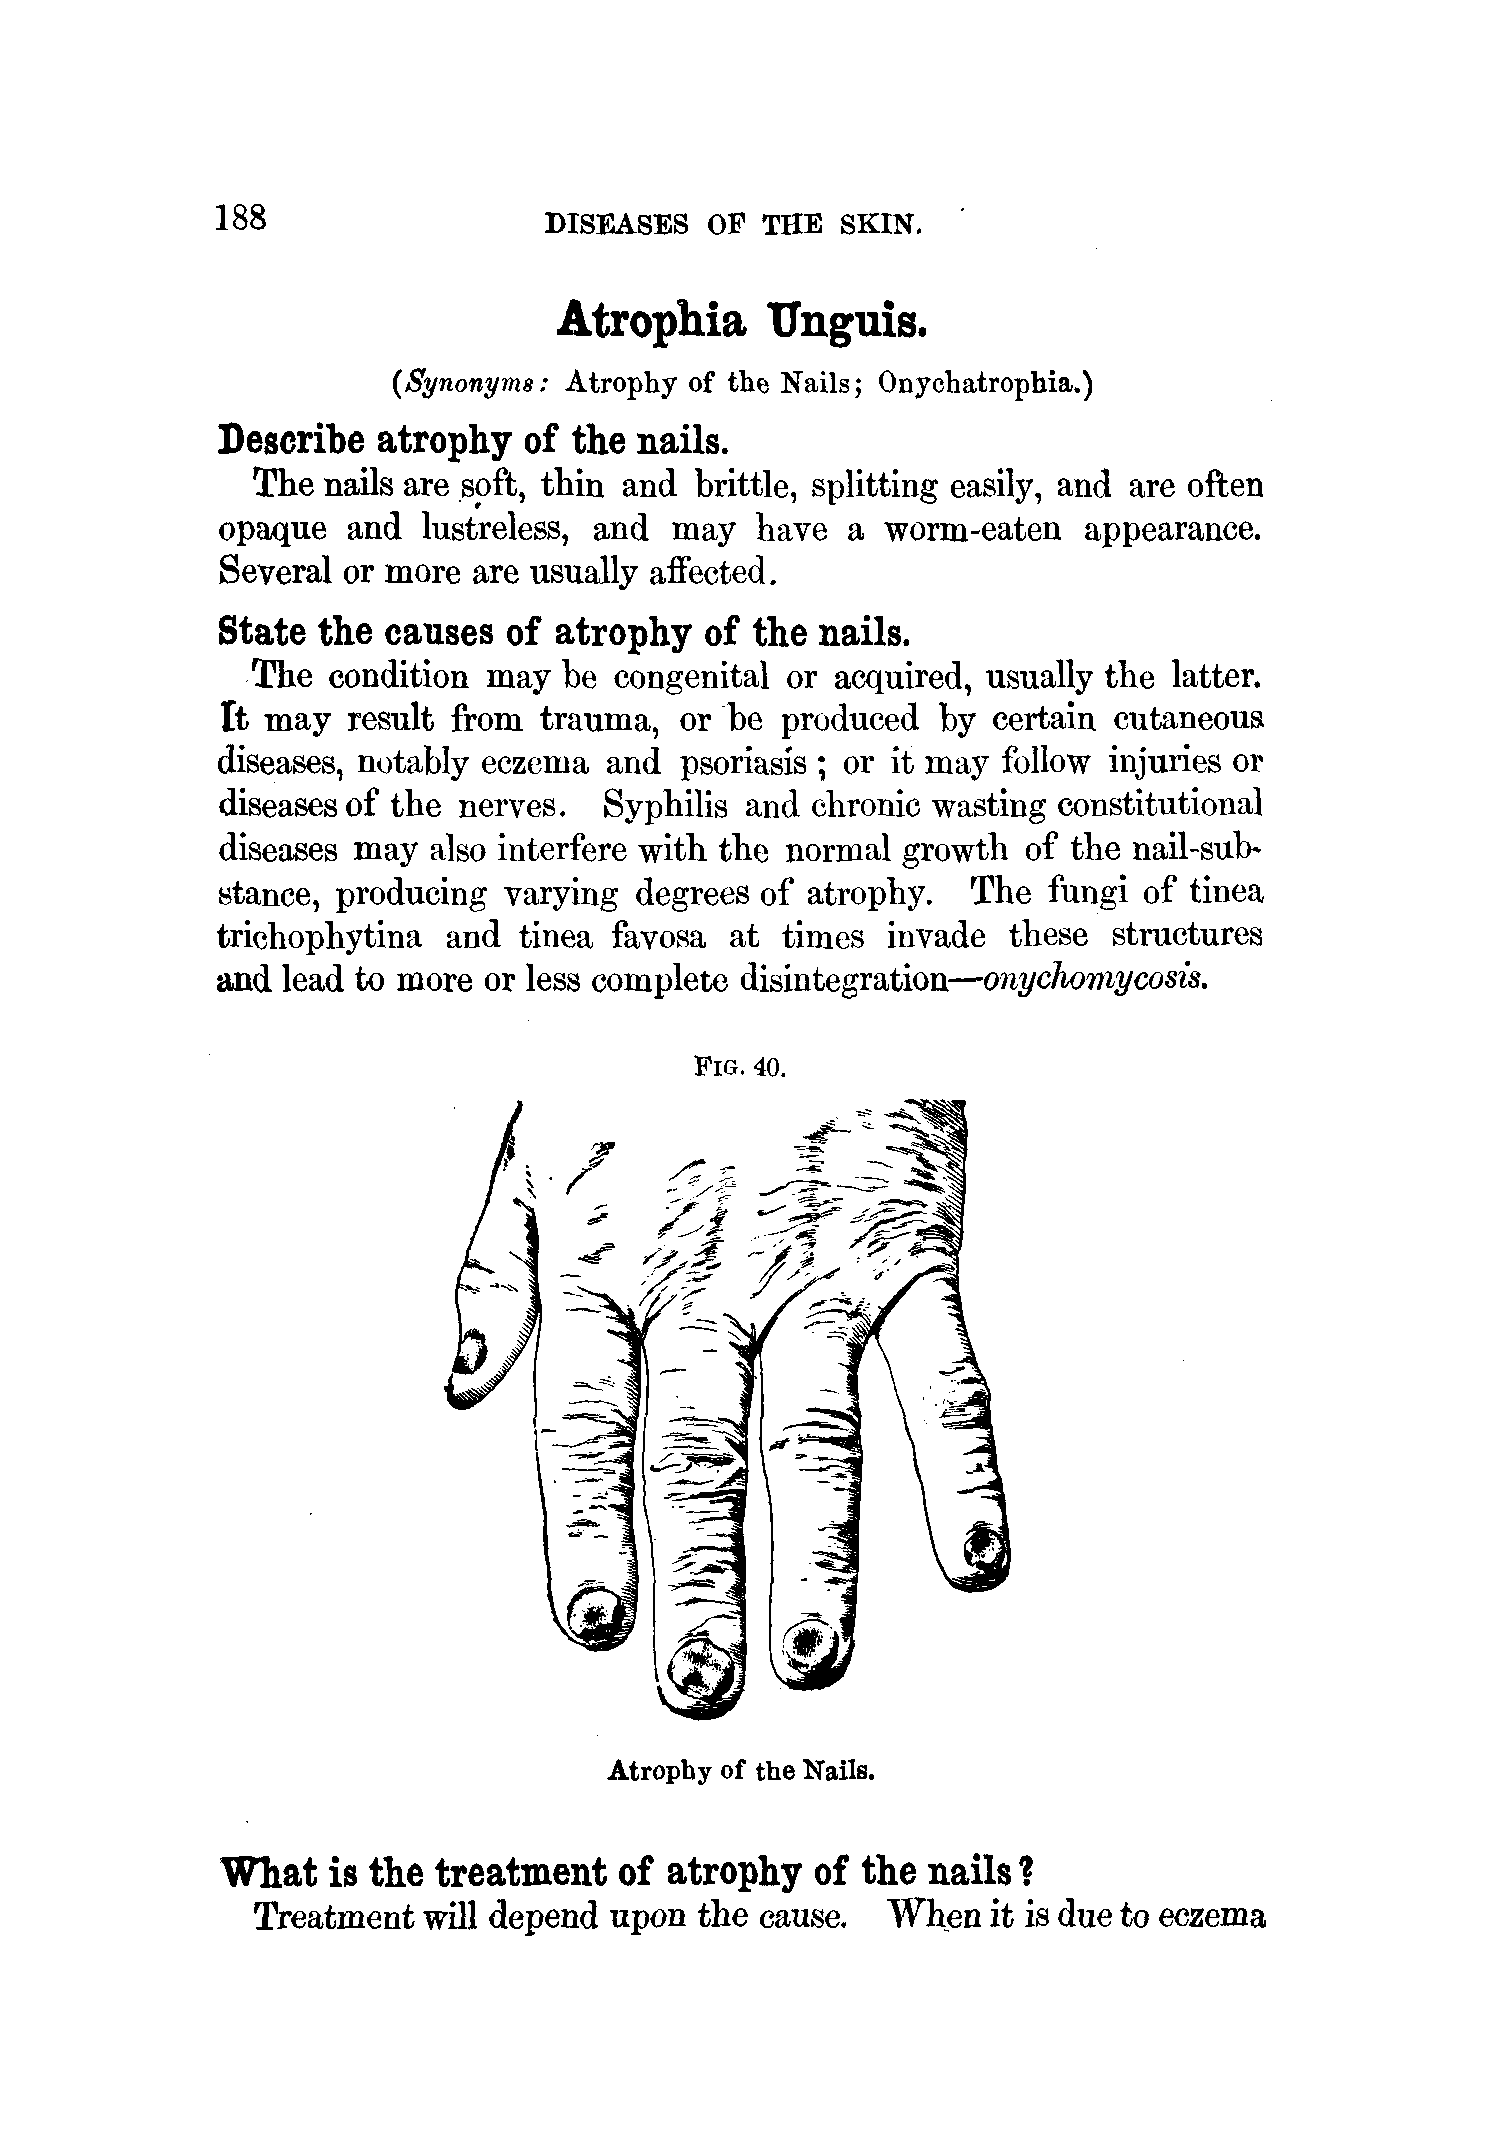 188
DISEASES OF THE SKIN.
Atrophia Unguis.
(Synonyms: Atrophy of the Nails; Onychatrophia.)
Describe atrophy of the nails.
The nails are soft, thin and brittle, splitting easily, and are often
opaque and lustreless, and may have a worm-eaten appearance.
Several or more are usually affected.
State the causes of atrophy of the nails.
The condition may be congenital or acquired, usually the latter.
It may result from trauma, or be produced by certain cutaneous
diseases, notably eczema and psoriasis; or it may follow injuries or
diseases of the nerves. Syphilis and chronic wasting constitutional
diseases may also interfere with the normal growth of the nail-sub-
stance, producing varying degrees of atrophy. The fungi of tinea
trichophytina and tinea favosa at times invade these structures
and lead to more or less complete disintegration—onychomycosis.
FIG. 40.
Atrophy of the Nails.
What is the treatment of atrophy of the nails?
Treatment will depend upon the cause. When it is due to eczema